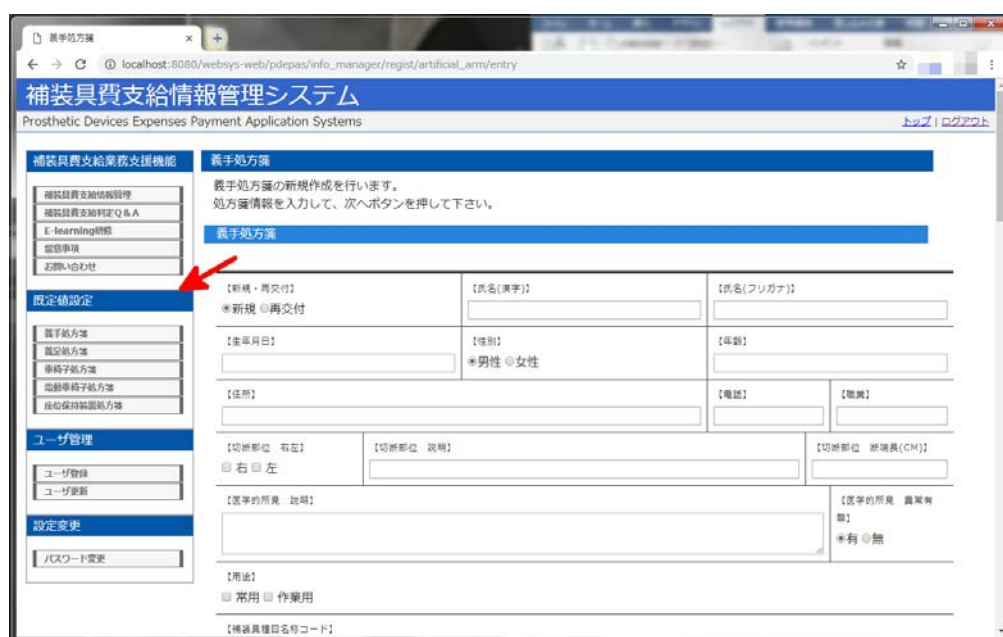 義手処方箋
localhost:8080/websys-web/pdepas/info_manager/regist/artificial_arm/entry
補装具費支給情報管理システム
Prosthetic Devices Expenses Payment Application Systems
トップ | ログアウト
補装具費支給業務支援機能
補装具費支給情報管理
補装具費支給判定Q&A
E-learning研修
留意事項
お問い合わせ
既定値設定
義手処方箋
義足処方箋
車椅子処方箋
電動車椅子処方箋
座位保持装置処方箋
ユーザ管理
ユーザ登録
ユーザ更新
設定変更
パスワード変更
義手処方箋
義手処方箋の新規作成を行います。
処方箋情報を入力して、次へボタンを押して下さい。
義手処方箋
【新規・再交付】
新規 再交付
【氏名(漢字)】
【氏名(フリガナ)】
【生年月日】
【性別】
男性 女性
【年齢】
【住所】
【電話】
【職業】
【切断部位 右左】
右 左
【切断部位 説明】
【切断部位 断端長(CM)】
【医学的所見 説明】
【医学的所見 異常有
無】
有 無
【用途】
常用 作業用
【補装具種目名称コード】